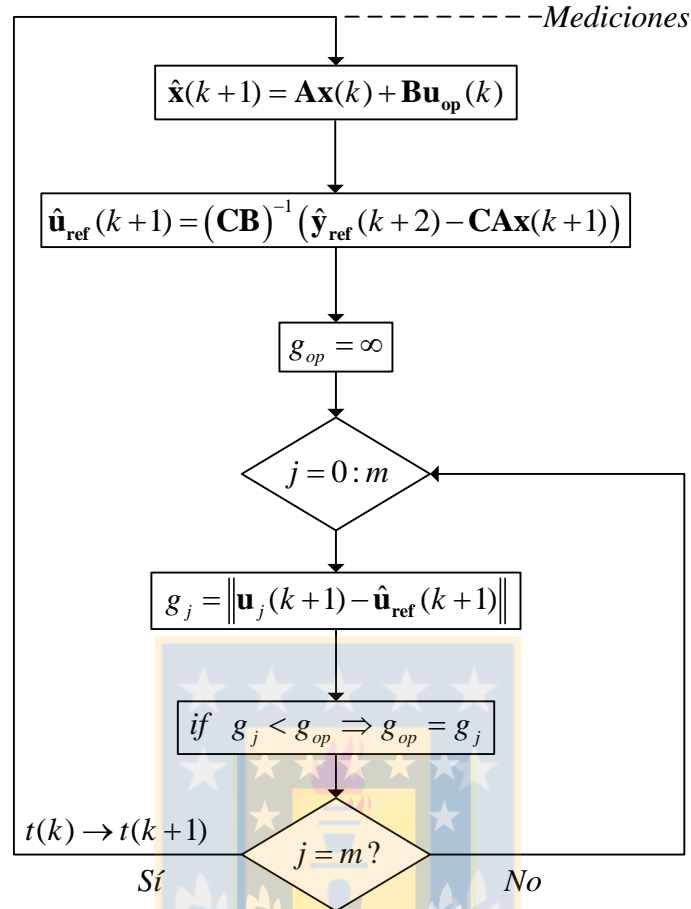 Mediciones
x̂(k+1) = Ax(k) + Bu_op(k)
û_ref(k+1) = (CB)^{-1}(ŷ_ref(k+2) − CAx(k+1))
g_op = ∞
j = 0 : m
g_j = ‖u_j(k+1) − û_ref(k+1)‖
if g_j < g_op ⇒ g_op = g_j
t(k) → t(k+1)
j = m?
Sí
No